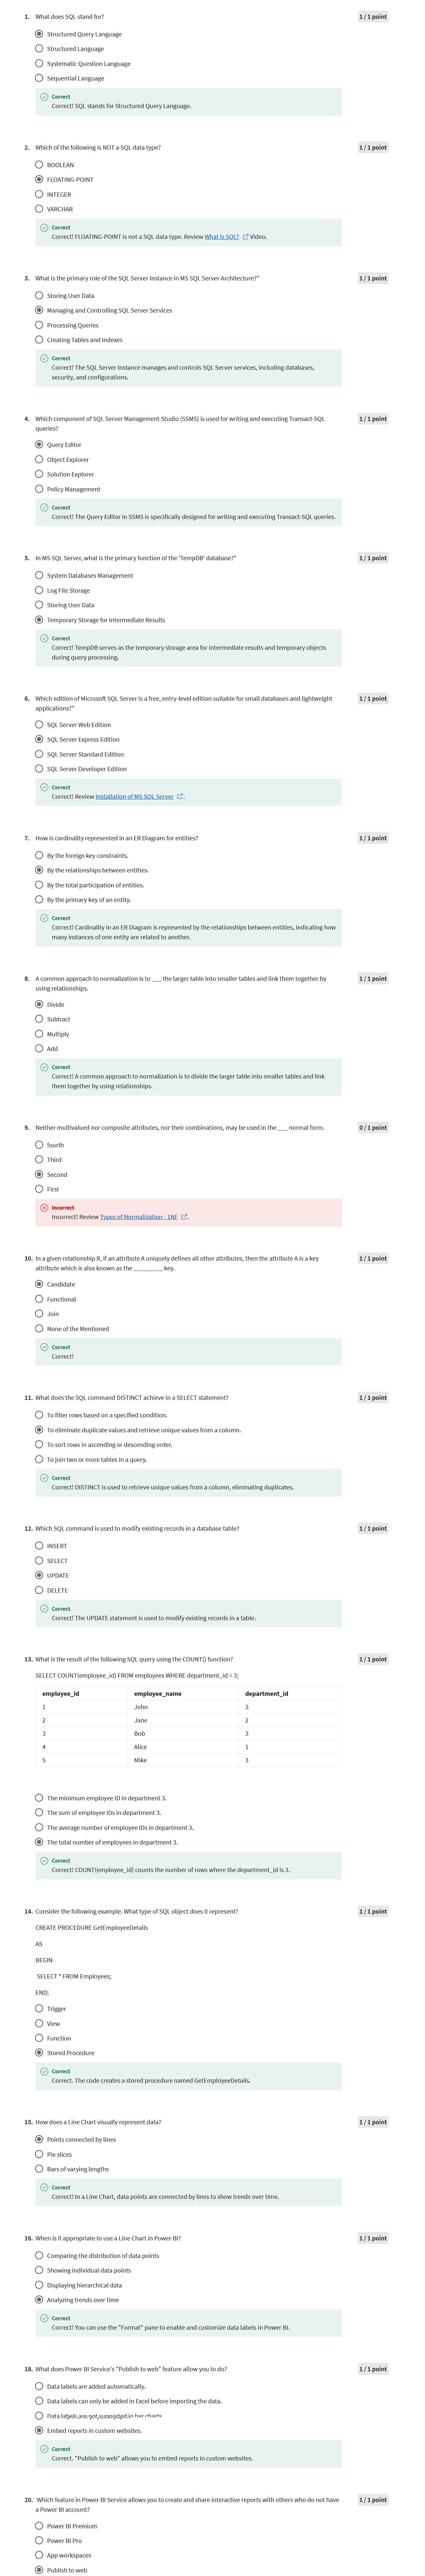 1. What does SQL stand for?
1 / 1 point
Structured Query Language
Structured Language
Systematic Question Language
Sequential Language
Correct
Correct! SQL stands for Structured Query Language.
2. Which of the following is NOT a SQL data type?
1 / 1 point
BOOLEAN
FLOATING-POINT
INTEGER
VARCHAR
Correct
Correct! FLOATING-POINT is not a SQL data type. Review What is SQL? Video.
3. What is the primary role of the SQL Server Instance in MS SQL Server Architecture?"
1 / 1 point
Storing User Data
Managing and Controlling SQL Server Services
Processing Queries
Creating Tables and Indexes
Correct
Correct! The SQL Server Instance manages and controls SQL Server services, including databases,
security, and configurations.
4. Which component of SQL Server Management Studio (SSMS) is used for writing and executing Transact-SQL
queries?
1 / 1 point
Query Editor
Object Explorer
Solution Explorer
Policy Management
Correct
Correct! The Query Editor in SSMS is specifically designed for writing and executing Transact-SQL queries.
5. In MS SQL Server, what is the primary function of the 'TempDB' database?"
1 / 1 point
System Databases Management
Log File Storage
Storing User Data
Temporary Storage for Intermediate Results
Correct
Correct! TempDB serves as the temporary storage area for intermediate results and temporary objects
during query processing.
6. Which edition of Microsoft SQL Server is a free, entry-level edition suitable for small databases and lightweight
applications?"
1 / 1 point
SQL Server Web Edition
SQL Server Express Edition
SQL Server Standard Edition
SQL Server Developer Edition
Correct
Correct! Review Installation of MS SQL Server .
7. How is cardinality represented in an ER Diagram for entities?
1 / 1 point
By the foreign key constraints.
By the relationships between entities.
By the total participation of entities.
By the primary key of an entity.
Correct
Correct! Cardinality in an ER Diagram is represented by the relationships between entities, indicating how
many instances of one entity are related to another.
8. A common approach to normalization is to ___ the larger table into smaller tables and link them together by
using relationships.
1 / 1 point
Divide
Subtract
Multiply
Add
Correct
Correct! A common approach to normalization is to divide the larger table into smaller tables and link
them together by using relationships.
9. Neither multivalued nor composite attributes, nor their combinations, may be used in the ___ normal form.
0 / 1 point
fourth
Third
Second
First
Incorrect
Incorrect! Review Types of Normalization - 1NF .
10. In a given relationship R, if an attribute A uniquely defines all other attributes, then the attribute A is a key
attribute which is also known as the _________ key.
1 / 1 point
Candidate
Functional
Join
None of the Mentioned
Correct
Correct!
11. What does the SQL command DISTINCT achieve in a SELECT statement?
1 / 1 point
To filter rows based on a specified condition.
To eliminate duplicate values and retrieve unique values from a column.
To sort rows in ascending or descending order.
To join two or more tables in a query.
Correct
Correct! DISTINCT is used to retrieve unique values from a column, eliminating duplicates.
12. Which SQL command is used to modify existing records in a database table?
1 / 1 point
INSERT
SELECT
UPDATE
DELETE
Correct
Correct! The UPDATE statement is used to modify existing records in a table.
13. What is the result of the following SQL query using the COUNT() function?
1 / 1 point
SELECT COUNT(employee_id) FROM employees WHERE department_id = 3;
employee_id employee_name department_id
1 John 3
2 Jane 2
3 Bob 3
4 Alice 1
5 Mike 3
The minimum employee ID in department 3.
The sum of employee IDs in department 3.
The average number of employee IDs in department 3.
The total number of employees in department 3.
Correct
Correct! COUNT(employee_id) counts the number of rows where the department_id is 3.
14. Consider the following example. What type of SQL object does it represent?
1 / 1 point
CREATE PROCEDURE GetEmployeeDetails
AS
BEGIN
SELECT * FROM Employees;
END;
Trigger
View
Function
Stored Procedure
Correct
Correct. The code creates a stored procedure named GetEmployeeDetails.
15. How does a Line Chart visually represent data?
1 / 1 point
Points connected by lines
Pie slices
Bars of varying lengths
Correct
Correct! In a Line Chart, data points are connected by lines to show trends over time.
16. When is it appropriate to use a Line Chart in Power BI?
1 / 1 point
Comparing the distribution of data points
Showing individual data points
Displaying hierarchical data
Analyzing trends over time
Correct
Correct! You can use the "Format" pane to enable and customize data labels in Power BI.
18. What does Power BI Service's "Publish to web" feature allow you to do?
1 / 1 point
Data labels are added automatically.
Data labels can only be added in Excel before importing the data.
Embed reports in custom websites.
Correct
Correct. "Publish to web" allows you to embed reports in custom websites.
20. Which feature in Power BI Service allows you to create and share interactive reports with others who do not have
a Power BI account?
1 / 1 point
Power BI Premium
Power BI Pro
App workspaces
Publish to web